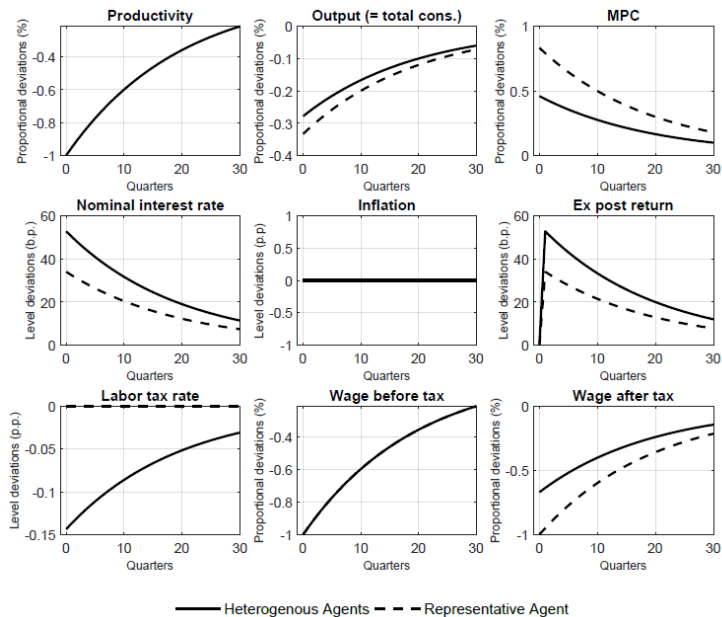 Productivity
Proportional deviations (%)
-0.4
-0.6
-0.8
-1
0 10 20 30
Quarters
Output (= total cons.)
Proportional deviations (%)
0
-0.1
-0.2
-0.3
-0.4
0 10 20 30
Quarters
MPC
Proportional deviations (%)
1
0.5
0
0 10 20 30
Quarters
Nominal interest rate
Level deviations (b.p.)
60
40
20
0
0 10 20 30
Quarters
Inflation
Level deviations (p.p)
1
0.5
0
-0.5
-1
0 10 20 30
Quarters
Ex post return
Level deviations (b.p.)
60
40
20
0
0 10 20 30
Quarters
Labor tax rate
Level deviations (p.p.)
0
-0.05
-0.1
-0.15
0 10 20 30
Quarters
Wage before tax
Proportional deviations (%)
-0.4
-0.6
-0.8
-1
0 10 20 30
Quarters
Wage after tax
Proportional deviations (%)
0
-0.5
-1
0 10 20 30
Quarters
Heterogenous Agents Representative Agent